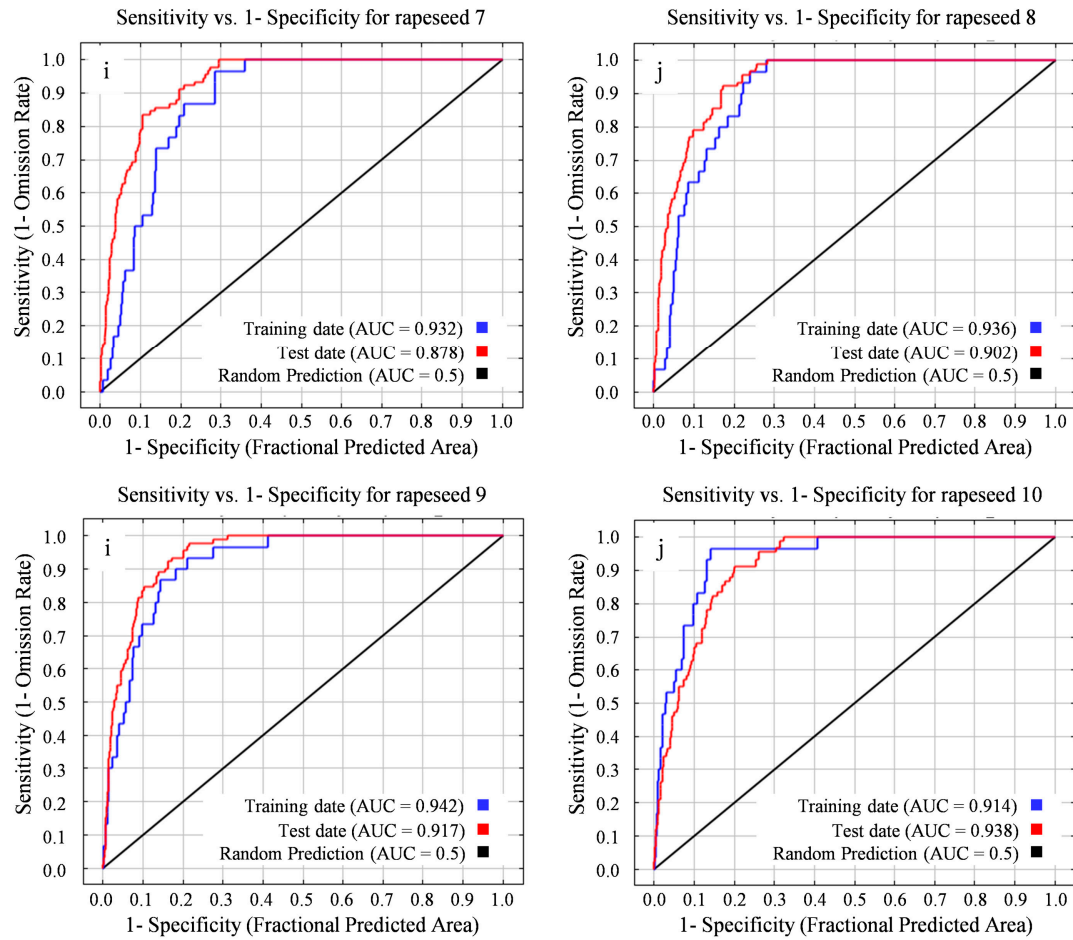 Sensitivity vs. 1- Specificity for rapeseed 7
i
Sensitivity (1- Omission Rate)
1.0
0.9
0.8
0.7
0.6
0.5
0.4
0.3
0.2
0.1
0.0
Training date (AUC = 0.932)
Test date (AUC = 0.878)
Random Prediction (AUC = 0.5)
0.0 0.1 0.2 0.3 0.4 0.5 0.6 0.7 0.8 0.9 1.0
1- Specificity (Fractional Predicted Area)
Sensitivity vs. 1- Specificity for rapeseed 8
j
Sensitivity (1- Omission Rate)
1.0
0.9
0.8
0.7
0.6
0.5
0.4
0.3
0.2
0.1
0.0
Training date (AUC = 0.936)
Test date (AUC = 0.902)
Random Prediction (AUC = 0.5)
0.0 0.1 0.2 0.3 0.4 0.5 0.6 0.7 0.8 0.9 1.0
1- Specificity (Fractional Predicted Area)
Sensitivity vs. 1- Specificity for rapeseed 9
i
Sensitivity (1- Omission Rate)
1.0
0.9
0.8
0.7
0.6
0.5
0.4
0.3
0.2
0.1
0.0
Training date (AUC = 0.942)
Test date (AUC = 0.917)
Random Prediction (AUC = 0.5)
0.0 0.1 0.2 0.3 0.4 0.5 0.6 0.7 0.8 0.9 1.0
1- Specificity (Fractional Predicted Area)
Sensitivity vs. 1- Specificity for rapeseed 10
j
Sensitivity (1- Omission Rate)
1.0
0.9
0.8
0.7
0.6
0.5
0.4
0.3
0.2
0.1
0.0
Training date (AUC = 0.914)
Test date (AUC = 0.938)
Random Prediction (AUC = 0.5)
0.0 0.1 0.2 0.3 0.4 0.5 0.6 0.7 0.8 0.9 1.0
1- Specificity (Fractional Predicted Area)